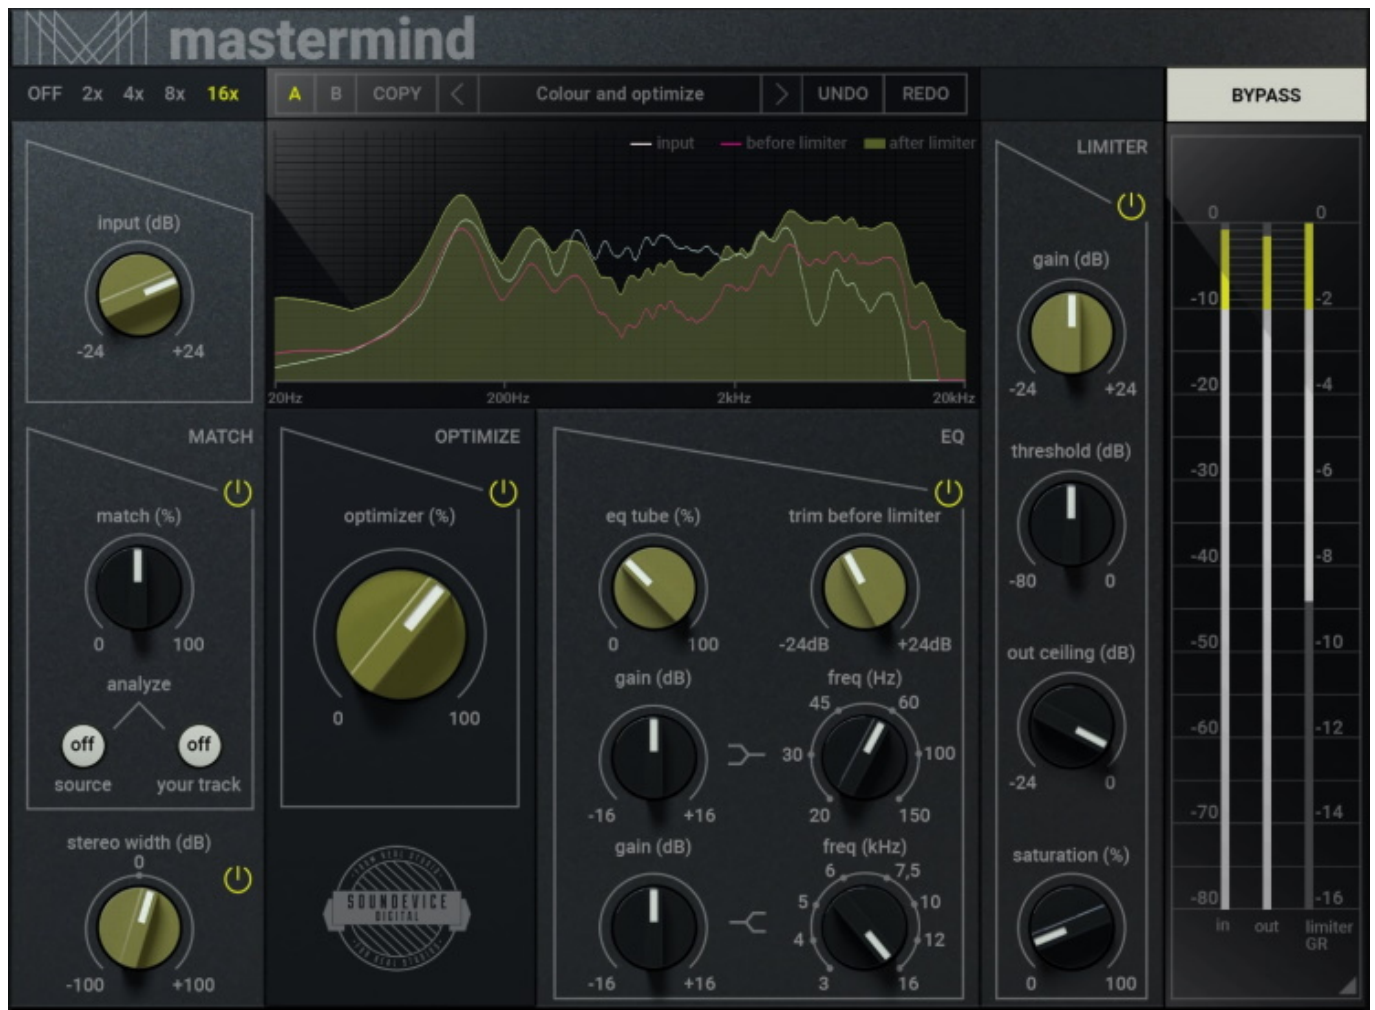 mastermind
OFF 2x 4x 8x 16x
A B COPY < Colour and optimize > UNDO REDO
BYPASS
input before limiter after limiter
20Hz 200Hz 2kHz 20kHz
input (dB)
-24 +24
MATCH
match (%)
0 100
analyze
off off
source your track
stereo width (dB)
0
-100 +100
OPTIMIZE
optimizer (%)
0 100
SOUNDEVICE
DIGITAL
EQ
eq tube (%) trim before limiter
0 100 -24dB +24dB
gain (dB) freq (Hz)
45 60
30 100
-16 +16 20 150
gain (dB) freq (kHz)
6 7,5
5 10
4 12
-16 +16 3 16
LIMITER
gain (dB)
-24 +24
threshold (dB)
-80 0
out ceiling (dB)
-24 0
saturation (%)
0 100
0 0
-10 -2
-20 -4
-30 -6
-40 -8
-50 -10
-60 -12
-70 -14
-80 -16
in out limiter
GR